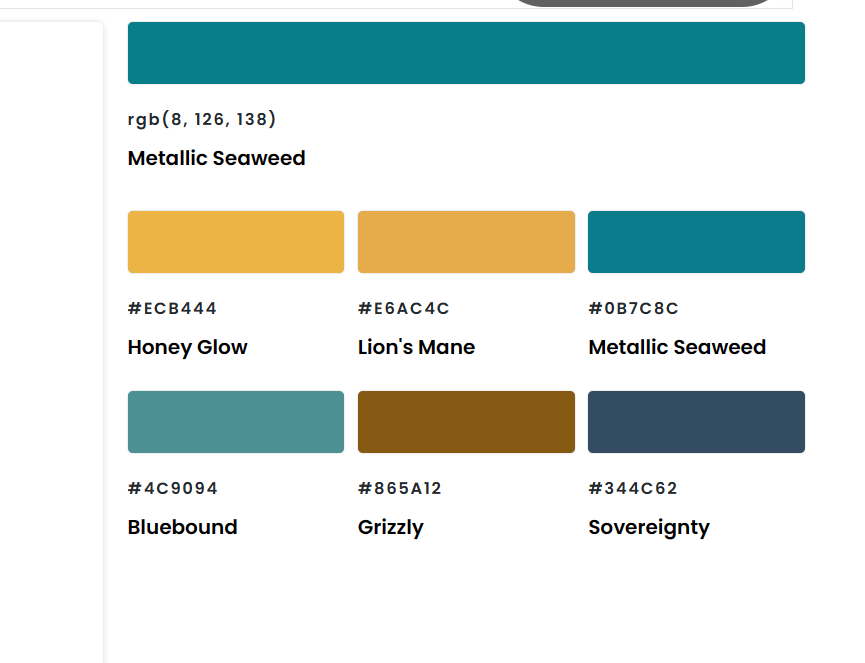 rgb(8, 126, 138)
Metallic Seaweed
#ECB444
#E6AC4C
#0B7C8C
Honey Glow
Lion's Mane
Metallic Seaweed
#4C9094
#865A12
#344C62
Bluebound
Grizzly
Sovereignty